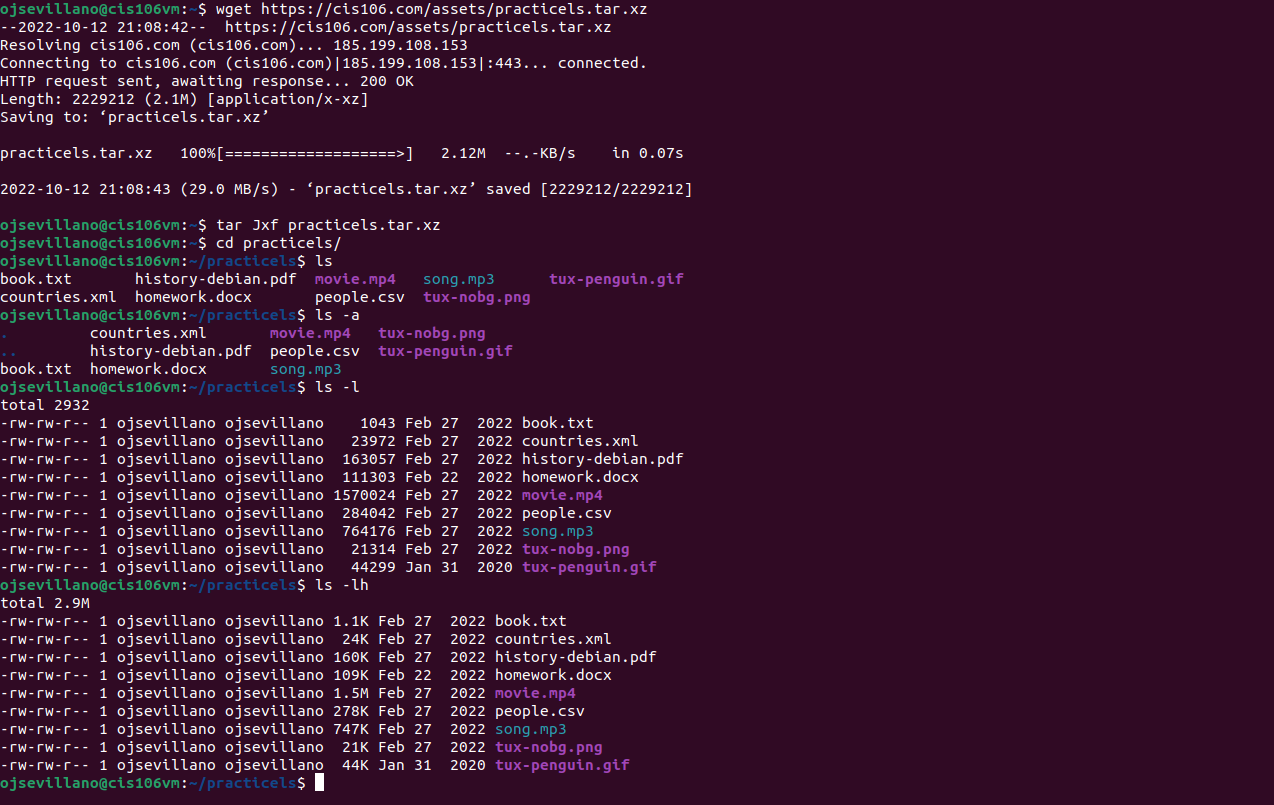 ojsevillano@cis106vm:~$ wget https://cis106.com/assets/practicels.tar.xz
--2022-10-12 21:08:42--  https://cis106.com/assets/practicels.tar.xz
Resolving cis106.com (cis106.com)... 185.199.108.153
Connecting to cis106.com (cis106.com)|185.199.108.153|:443... connected.
HTTP request sent, awaiting response... 200 OK
Length: 2229212 (2.1M) [application/x-xz]
Saving to: ‘practicels.tar.xz’

practicels.tar.xz   100%[===================>]   2.12M  --.-KB/s    in 0.07s

2022-10-12 21:08:43 (29.0 MB/s) - ‘practicels.tar.xz’ saved [2229212/2229212]

ojsevillano@cis106vm:~$ tar Jxf practicels.tar.xz
ojsevillano@cis106vm:~$ cd practicels/
ojsevillano@cis106vm:~/practicels$ ls
book.txt       history-debian.pdf  movie.mp4   song.mp3      tux-penguin.gif
countries.xml  homework.docx       people.csv  tux-nobg.png
ojsevillano@cis106vm:~/practicels$ ls -a
.         countries.xml       movie.mp4   tux-nobg.png
..        history-debian.pdf  people.csv  tux-penguin.gif
book.txt  homework.docx       song.mp3
ojsevillano@cis106vm:~/practicels$ ls -l
total 2932
-rw-rw-r-- 1 ojsevillano ojsevillano    1043 Feb 27  2022 book.txt
-rw-rw-r-- 1 ojsevillano ojsevillano   23972 Feb 27  2022 countries.xml
-rw-rw-r-- 1 ojsevillano ojsevillano  163057 Feb 27  2022 history-debian.pdf
-rw-rw-r-- 1 ojsevillano ojsevillano  111303 Feb 22  2022 homework.docx
-rw-rw-r-- 1 ojsevillano ojsevillano 1570024 Feb 27  2022 movie.mp4
-rw-rw-r-- 1 ojsevillano ojsevillano  284042 Feb 27  2022 people.csv
-rw-rw-r-- 1 ojsevillano ojsevillano  764176 Feb 27  2022 song.mp3
-rw-rw-r-- 1 ojsevillano ojsevillano   21314 Feb 27  2022 tux-nobg.png
-rw-rw-r-- 1 ojsevillano ojsevillano   44299 Jan 31  2020 tux-penguin.gif
ojsevillano@cis106vm:~/practicels$ ls -lh
total 2.9M
-rw-rw-r-- 1 ojsevillano ojsevillano 1.1K Feb 27  2022 book.txt
-rw-rw-r-- 1 ojsevillano ojsevillano  24K Feb 27  2022 countries.xml
-rw-rw-r-- 1 ojsevillano ojsevillano 160K Feb 27  2022 history-debian.pdf
-rw-rw-r-- 1 ojsevillano ojsevillano 109K Feb 22  2022 homework.docx
-rw-rw-r-- 1 ojsevillano ojsevillano 1.5M Feb 27  2022 movie.mp4
-rw-rw-r-- 1 ojsevillano ojsevillano 278K Feb 27  2022 people.csv
-rw-rw-r-- 1 ojsevillano ojsevillano 747K Feb 27  2022 song.mp3
-rw-rw-r-- 1 ojsevillano ojsevillano  21K Feb 27  2022 tux-nobg.png
-rw-rw-r-- 1 ojsevillano ojsevillano  44K Jan 31  2020 tux-penguin.gif
ojsevillano@cis106vm:~/practicels$